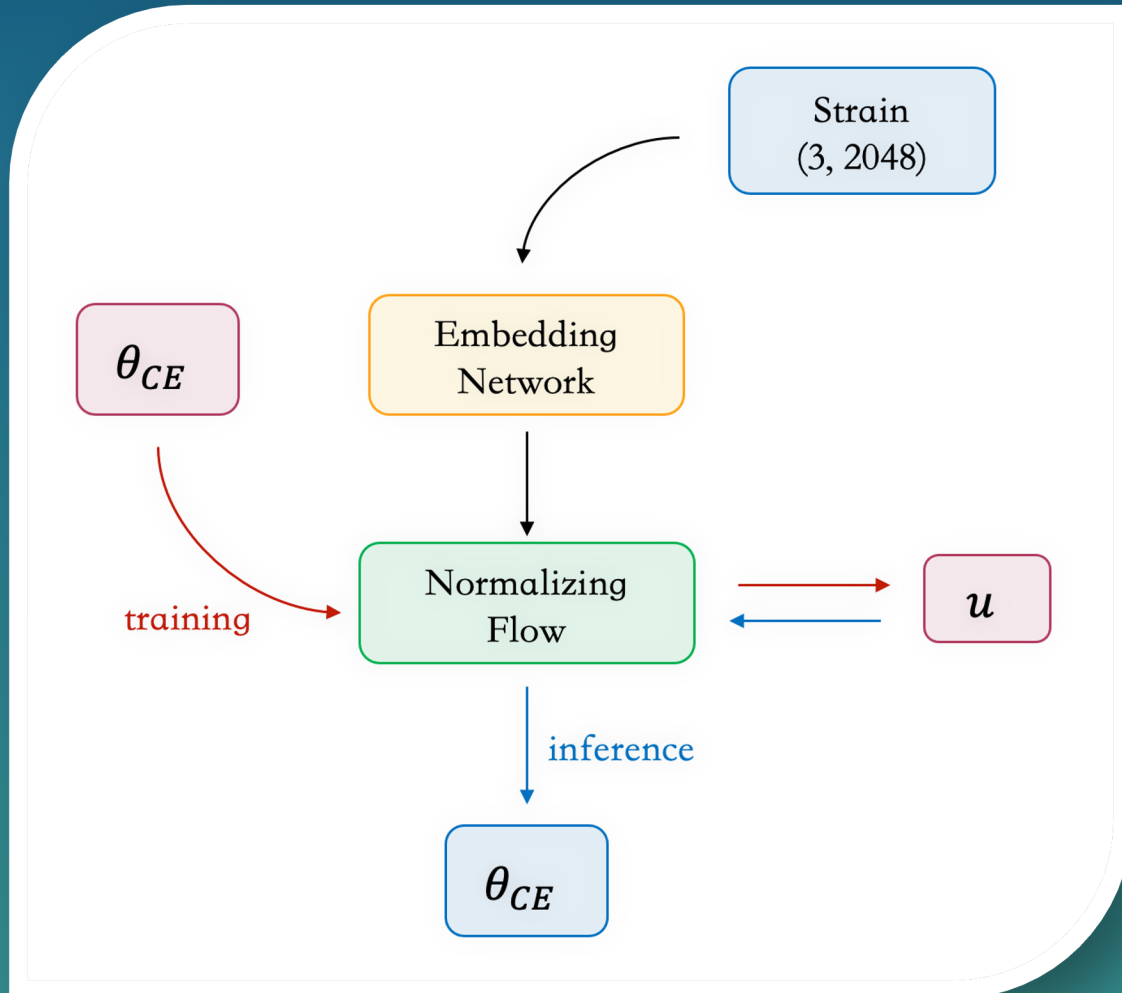 Strain
(3, 2048)
Embedding
Network
θ_CE
Normalizing
Flow
training
u
inference
θ_CE